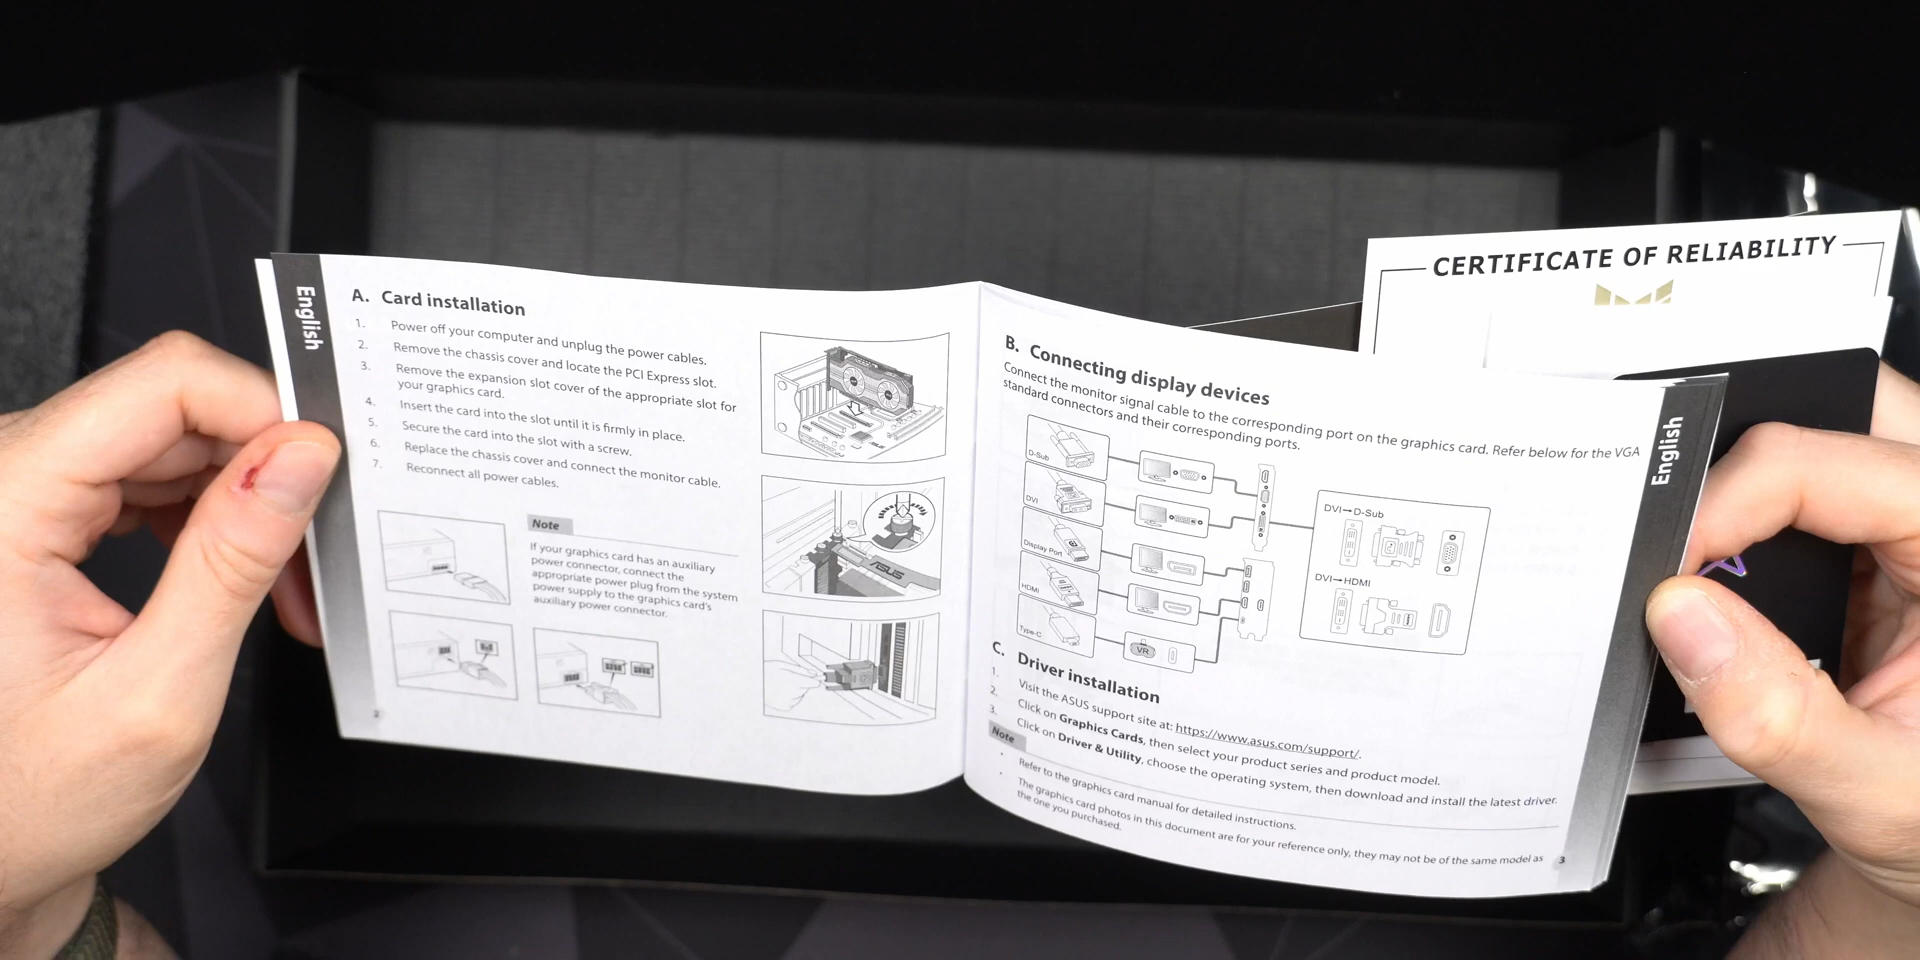 CERTIFICATE OF RELIABILITY
English
A. Card installation
1. Power off your computer and unplug the power cables.
2. Remove the chassis cover and locate the PCI Express slot.
3. Remove the expansion slot cover of the appropriate slot for
your graphics card.
4. Insert the card into the slot until it is firmly in place.
5. Secure the card into the slot with a screw.
6. Replace the chassis cover and connect the monitor cable.
7. Reconnect all power cables.
Note
If your graphics card has an auxiliary
power connector, connect the
appropriate power plug from the system
power supply to the graphics card's
auxiliary power connector.
ASUS
2
B. Connecting display devices
Connect the monitor signal cable to the corresponding port on the graphics card. Refer below for the VGA
standard connectors and their corresponding ports.
D-Sub
DVI
Display Port
HDMI
Type-C
VR
DVI→D-Sub
DVI→HDMI
C. Driver installation
1. Visit the ASUS support site at: https://www.asus.com/support/.
2. Click on Graphics Cards, then select your product series and product model.
3. Click on Driver & Utility, choose the operating system, then download and install the latest driver.
Note
• Refer to the graphics card manual for detailed instructions.
• The graphics card photos in this document are for your reference only, they may not be of the same model as
the one you purchased.
3
English